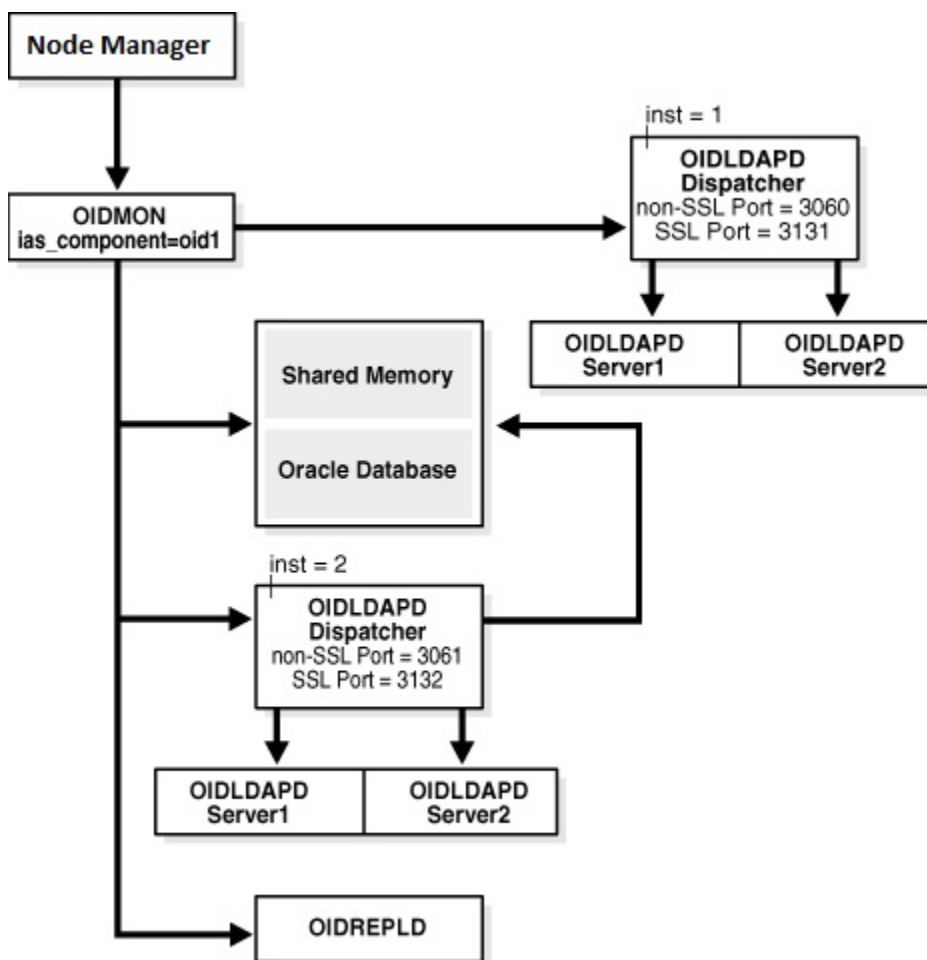 Node Manager
inst = 1
OIDLDAPD
Dispatcher
non-SSL Port = 3060
SSL Port = 3131
OIDMON
ias_component=oid1
OIDLDAPD
Server1
OIDLDAPD
Server2
Shared Memory
Oracle Database
inst = 2
OIDLDAPD
Dispatcher
non-SSL Port = 3061
SSL Port = 3132
OIDLDAPD
Server1
OIDLDAPD
Server2
OIDREPLD